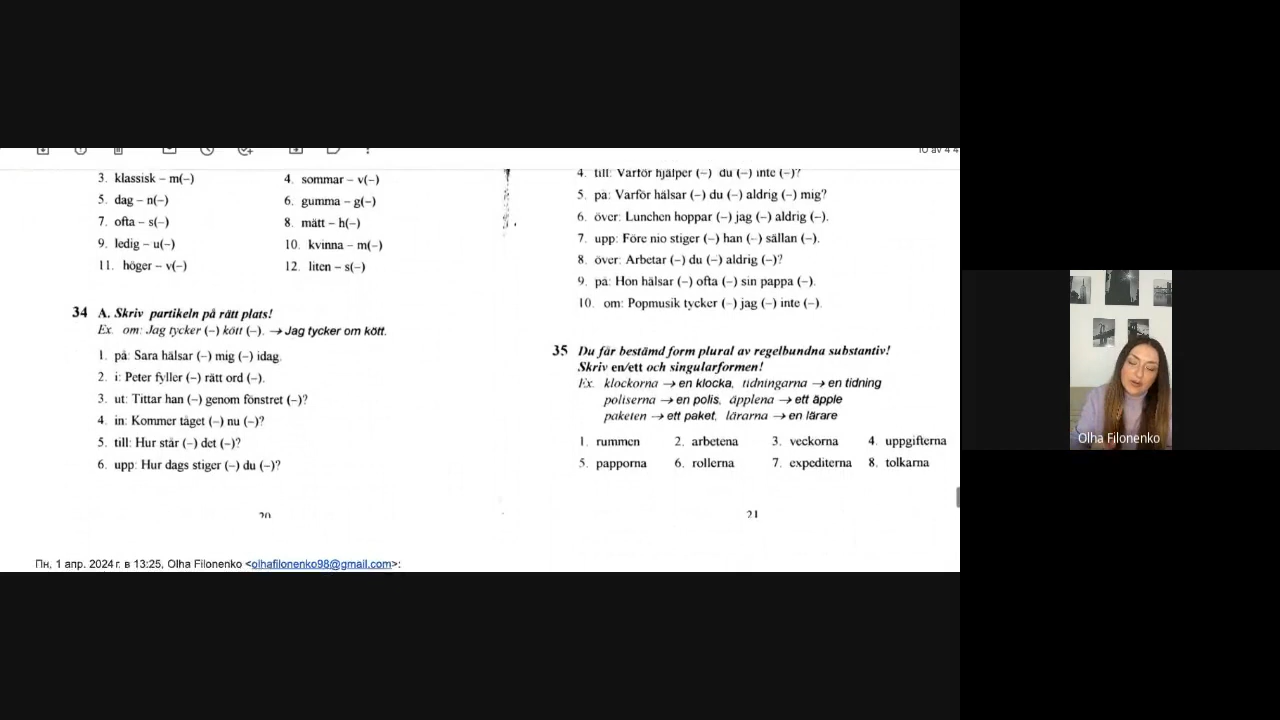 10 av 44
3. klassisk – m(–) 4. sommar – v(–)
5. dag – n(–) 6. gumma – g(–)
7. ofta – s(–) 8. mätt – h(–)
9. ledig – u(–) 10. kvinna – m(–)
11. höger – v(–) 12. liten – s(–)
34 A. Skriv partikeln på rätt plats!
Ex. om: Jag tycker (–) kött (–). → Jag tycker om kött.
1. på: Sara hälsar (–) mig (–) idag.
2. i: Peter fyller (–) rätt ord (–).
3. ut: Tittar han (–) genom fönstret (–)?
4. in: Kommer tåget (–) nu (–)?
5. till: Hur står (–) det (–)?
6. upp: Hur dags stiger (–) du (–)?
20
4. till: Varför hjälper (–) du (–) inte (–)?
5. på: Varför hälsar (–) du (–) aldrig (–) mig?
6. över: Lunchen hoppar (–) jag (–) aldrig (–).
7. upp: Före nio stiger (–) han (–) sällan (–).
8. över: Arbetar (–) du (–) aldrig (–)?
9. på: Hon hälsar (–) ofta (–) sin pappa (–).
10. om: Popmusik tycker (–) jag (–) inte (–).
35 Du får bestämd form plural av regelbundna substantiv!
Skriv en/ett och singularformen!
Ex. klockorna → en klocka, tidningarna → en tidning
poliserna → en polis, äpplena → ett äpple
paketen → ett paket, lärarna → en lärare
1. rummen 2. arbetena 3. veckorna 4. uppgifterna
5. papporna 6. rollerna 7. expediterna 8. tolkarna
21
Пн, 1 апр. 2024 г. в 13:25, Olha Filonenko <olhafilonenko98@gmail.com>:
Olha Filonenko